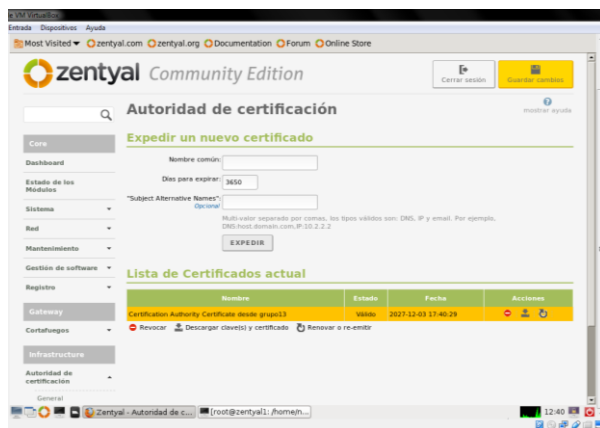 VM VirtualBox
Entrada Dispositivos Ayuda
Most Visited zentyal.com zentyal.org Documentation Forum Online Store
zentyal Community Edition
Cerrar sesión
Guardar cambios
Autoridad de certificación
mostrar ayuda
Core
Dashboard
Estado de los
Módulos
Sistema
Red
Mantenimiento
Gestión de software
Registro
Gateway
Cortafuegos
Infrastructure
Autoridad de
certificación
General
Expedir un nuevo certificado
Nombre común:
Días para expirar: 3650
"Subject Alternative Names":
Opcional
Multi-valor separado por comas, los tipos válidos son: DNS, IP y email. Por ejemplo,
DNS:host.domain.com,IP:10.2.2.2
EXPEDIR
Lista de Certificados actual
Nombre Estado Fecha Acciones
Certification Authority Certificate desde grupo13 Válido 2027-12-03 17:40:29
Revocar Descargar clave(s) y certificado Renovar o re-emitir
Zentyal - Autoridad de c... [root@zentyal1: /home/n... 12:40